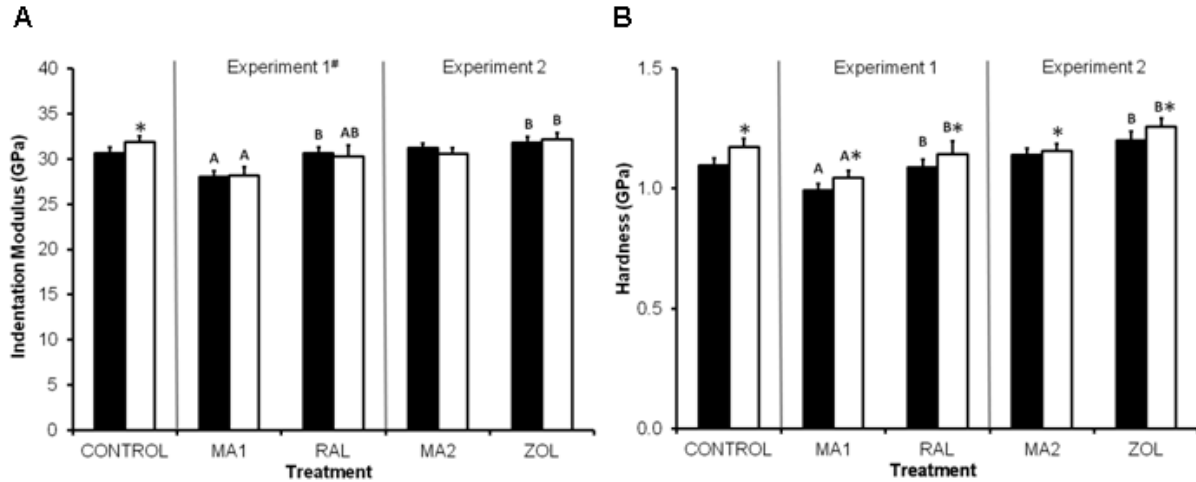 A
Experiment 1#
Experiment 2
Indentation Modulus (GPa)
40
35
30
25
20
15
10
5
0
*
A
A
B
AB
B
B
CONTROL
MA1
RAL
MA2
ZOL
Treatment
B
Experiment 1
Experiment 2
Hardness (GPa)
1.5
1.0
0.5
0.0
*
A
A*
B
B*
*
B
B*
CONTROL
MA1
RAL
MA2
ZOL
Treatment